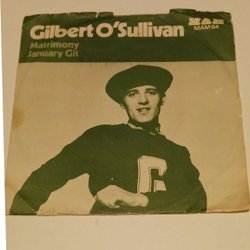 Gilbert O'Sullivan
MAM
MAM 64
Matrimony
January Git
G